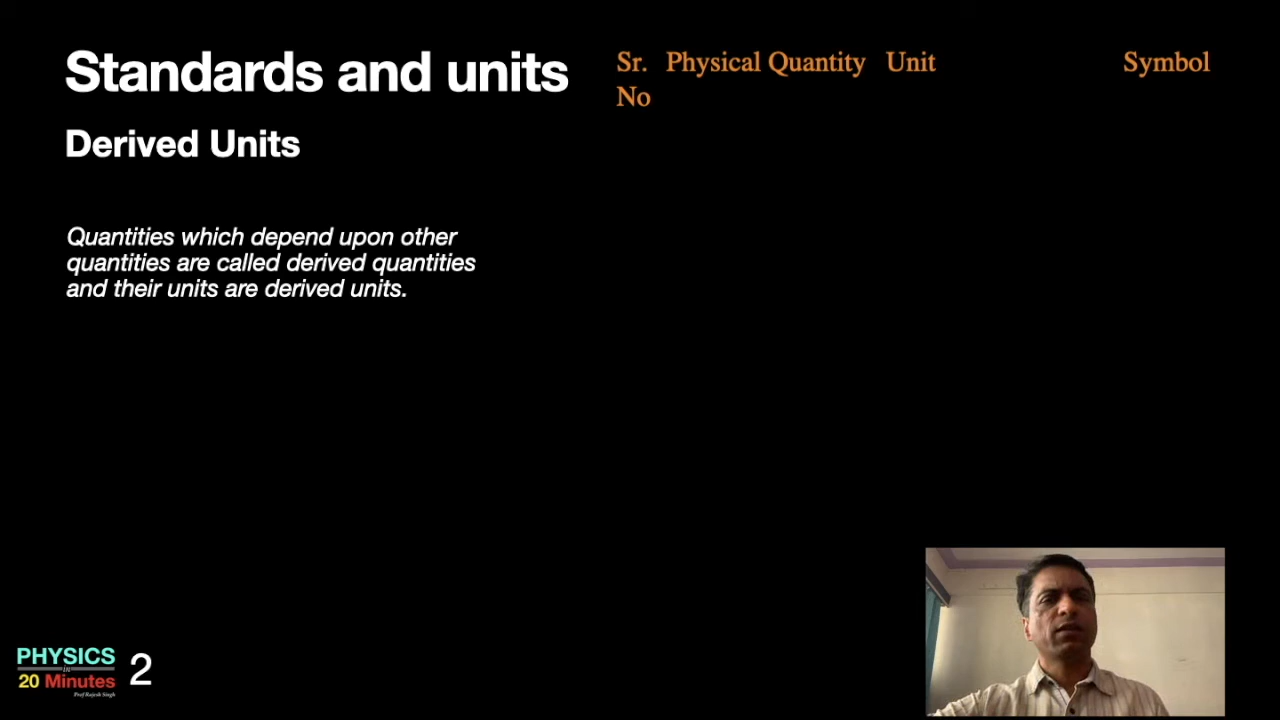 Standards and units
Derived Units
Quantities which depend upon other
quantities are called derived quantities
and their units are derived units.
Sr. Physical Quantity Unit Symbol
No
PHYSICS
in
20 Minutes
Prof Rajesh Singh
2